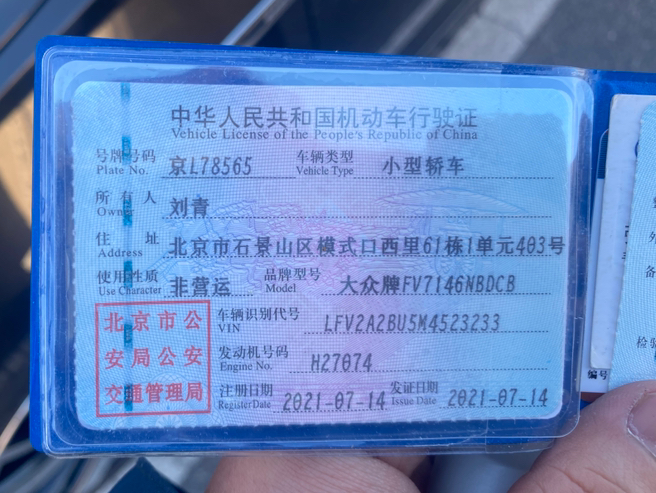 中华人民共和国机动车行驶证
Vehicle License of the People's Republic of China
号牌号码 京L78565 车辆类型 小型轿车
Plate No. Vehicle Type
所有人 刘青
Owner
住址 北京市石景山区模式口西里61栋1单元403号
Address
使用性质 非营运 品牌型号 大众牌FV7146NBDCB
Use Character Model
北京市公
安局公安
交通管理局
车辆识别代号 LFV2A2BU5M4523233
VIN
发动机号码 H27074
Engine No.
注册日期 2021-07-14 发证日期 2021-07-14
Register Date Issue Date
编号
检验